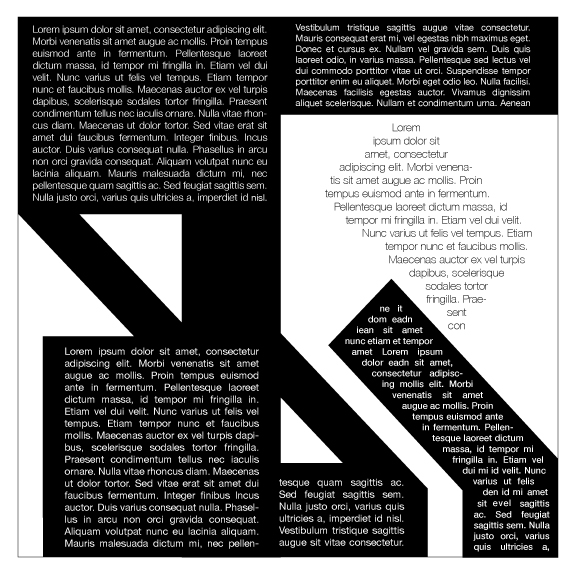 Lorem ipsum dolor sit amet, consectetur adipiscing elit.
Morbi venenatis sit amet augue ac mollis. Proin tempus
euismod ante in fermentum. Pellentesque laoreet
dictum massa, id tempor mi fringilla in. Etiam vel dui
velit. Nunc varius ut felis vel tempus. Etiam tempor
nunc et faucibus mollis. Maecenas auctor ex vel turpis
dapibus, scelerisque sodales tortor fringilla. Praesent
condimentum tellus nec iaculis ornare. Nulla vitae rhon-
cus diam. Maecenas ut dolor tortor. Sed vitae erat sit
amet dui faucibus fermentum. Integer finibus. Incus
auctor. Duis varius consequat nulla. Phasellus in arcu
non orci gravida consequat. Aliquam volutpat nunc eu
lacinia aliquam. Mauris malesuada dictum mi, nec
pellentesque quam sagittis ac. Sed feugiat sagittis sem.
Nulla justo orci, varius quis ultricies a, imperdiet id nisl.
Vestibulum tristique sagittis augue vitae consectetur.
Mauris consequat erat mi, vel egestas nibh maximus eget.
Donec et cursus ex. Nullam vel gravida sem. Duis quis
laoreet odio, in varius massa. Pellentesque sed lectus vel
dui commodo porttitor vitae ut orci. Suspendisse tempor
porttitor enim eu aliquet. Morbi eget odio leo. Nulla facilisi.
Maecenas facilisis egestas auctor. Vivamus dignissim
aliquet scelerisque. Nullam et condimentum urna. Aenean
Lorem
ipsum dolor sit
amet, consectetur
adipiscing elit. Morbi venena-
tis sit amet augue ac mollis. Proin
tempus euismod ante in fermentum.
Pellentesque laoreet dictum massa, id
tempor mi fringilla in. Etiam vel dui velit.
Nunc varius ut felis vel tempus. Etiam
tempor nunc et faucibus mollis.
Maecenas auctor ex vel turpis
dapibus, scelerisque
sodales tortor
fringilla. Prae-
sent
con
Lorem ipsum dolor sit amet, consectetur
adipiscing elit. Morbi venenatis sit amet
augue ac mollis. Proin tempus euismod
ante in fermentum. Pellentesque laoreet
dictum massa, id tempor mi fringilla in.
Etiam vel dui velit. Nunc varius ut felis vel
tempus. Etiam tempor nunc et faucibus
mollis. Maecenas auctor ex vel turpis dapi-
bus, scelerisque sodales tortor fringilla.
Praesent condimentum tellus nec iaculis
ornare. Nulla vitae rhoncus diam. Maecenas
ut dolor tortor. Sed vitae erat sit amet dui
faucibus fermentum. Integer finibus Incus
auctor. Duis varius consequat nulla. Phasel-
lus in arcu non orci gravida consequat.
Aliquam volutpat nunc eu lacinia aliquam.
Mauris malesuada dictum mi, nec pellen-
tesque quam sagittis ac.
Sed feugiat sagittis sem.
Nulla justo orci, varius quis
ultricies a, imperdiet id nisl.
Vestibulum tristique sagittis
augue sit vitae consectetur.
ne it
dom eadn
iean sit amet
nunc etiam et tempor
amet Lorem ipsum
dolor eadn sit amet,
consectetur adipisc-
ing mollis elit. Morbi
venenatis sit amet
augue ac mollis. Proin
tempus euismod ante
in fermentum. Pellen-
tesque laoreet dictum
massa, id tempor mi
fringilla in. Etiam vel
dui mi id velit. Nunc
varius ut felis
den id mi amet
sit evel sagittis
ac. Sed feugiat
sagittis sem. Nulla
justo orci, varius
quis ultricies a,